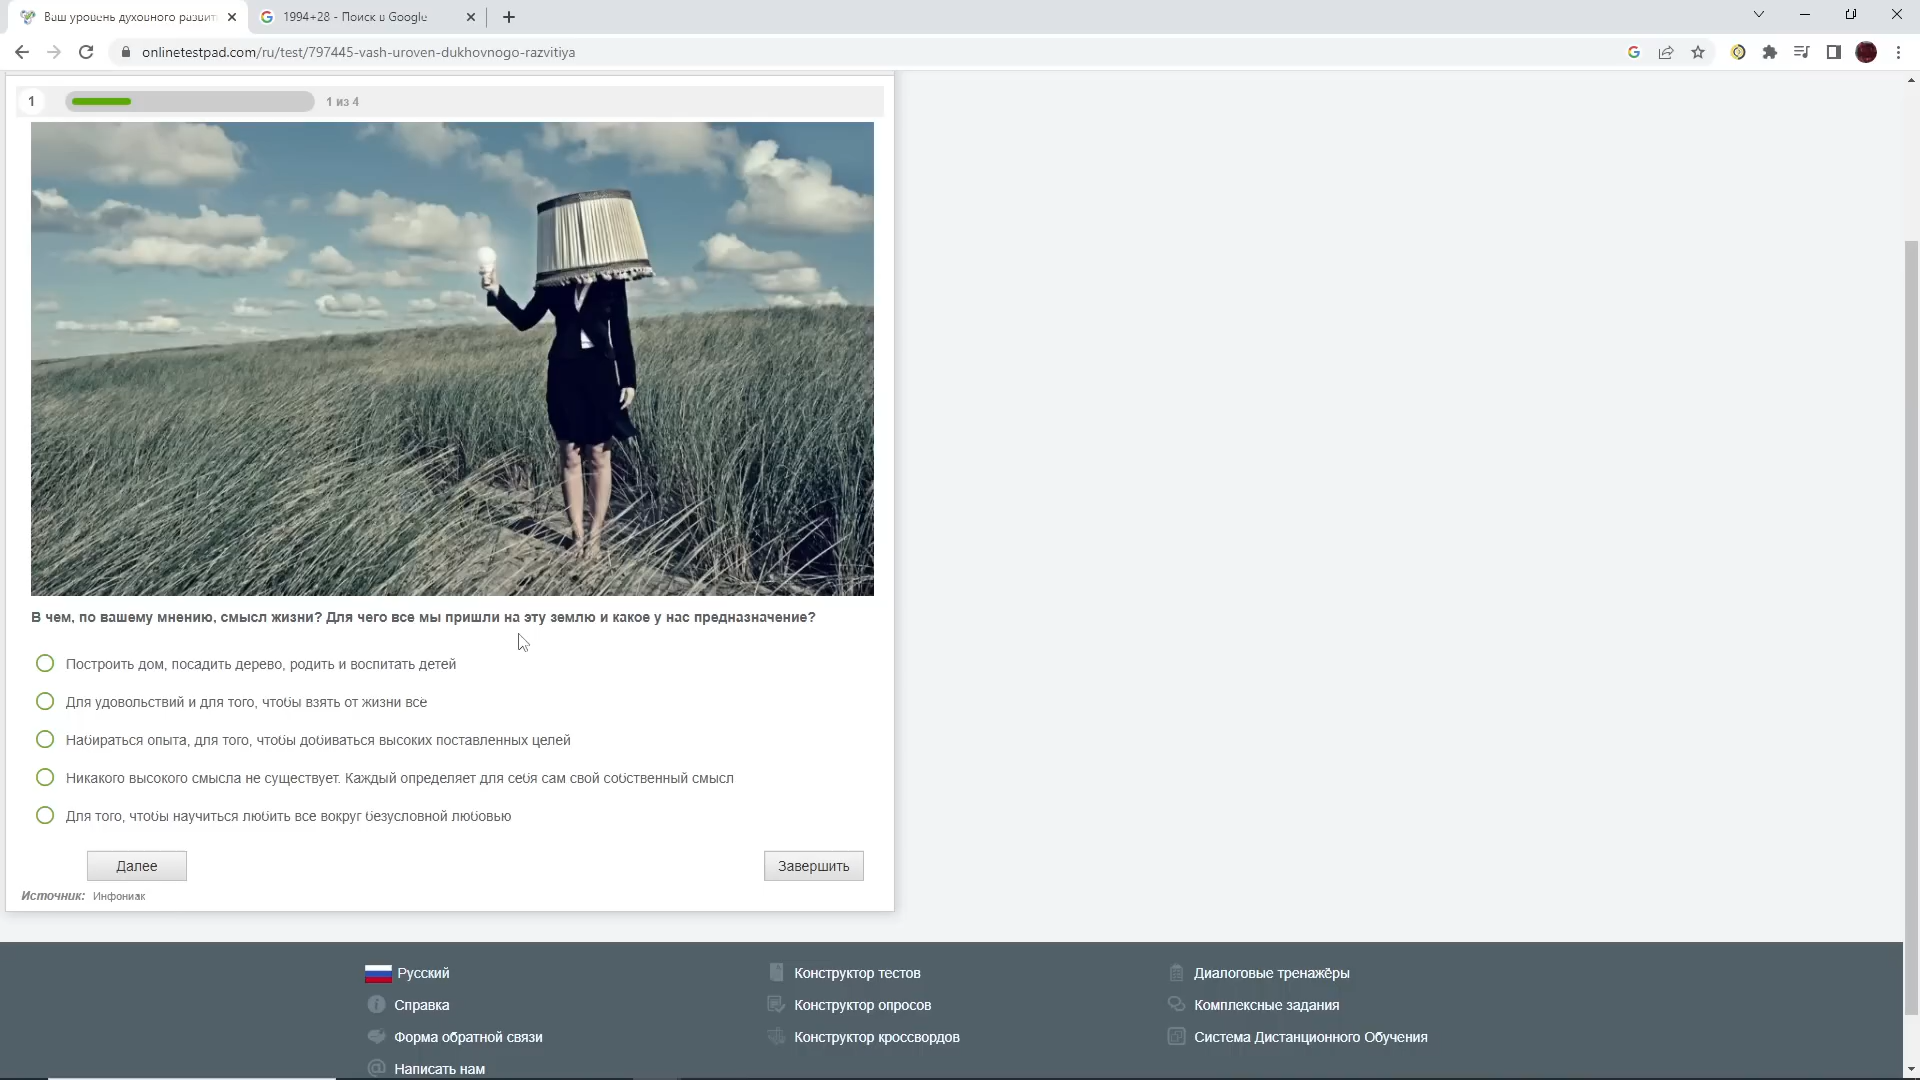 Ваш уровень духовного развити
1994+28 - Поиск в Google
onlinetestpad.com/ru/test/797445-vash-uroven-dukhovnogo-razvitiya
1
1 из 4
В чем, по вашему мнению, смысл жизни? Для чего все мы пришли на эту землю и какое у нас предназначение?
Построить дом, посадить дерево, родить и воспитать детей
Для удовольствий и для того, чтобы взять от жизни все
Набираться опыта, для того, чтобы добиваться высоких поставленных целей
Никакого высокого смысла не существует. Каждый определяет для себя сам свой собственный смысл
Для того, чтобы научиться любить все вокруг безусловной любовью
Далее
Завершить
Источник: Инфониак
Русский
Справка
Форма обратной связи
Написать нам
Конструктор тестов
Конструктор опросов
Конструктор кроссвордов
Диалоговые тренажёры
Комплексные задания
Система Дистанционного Обучения